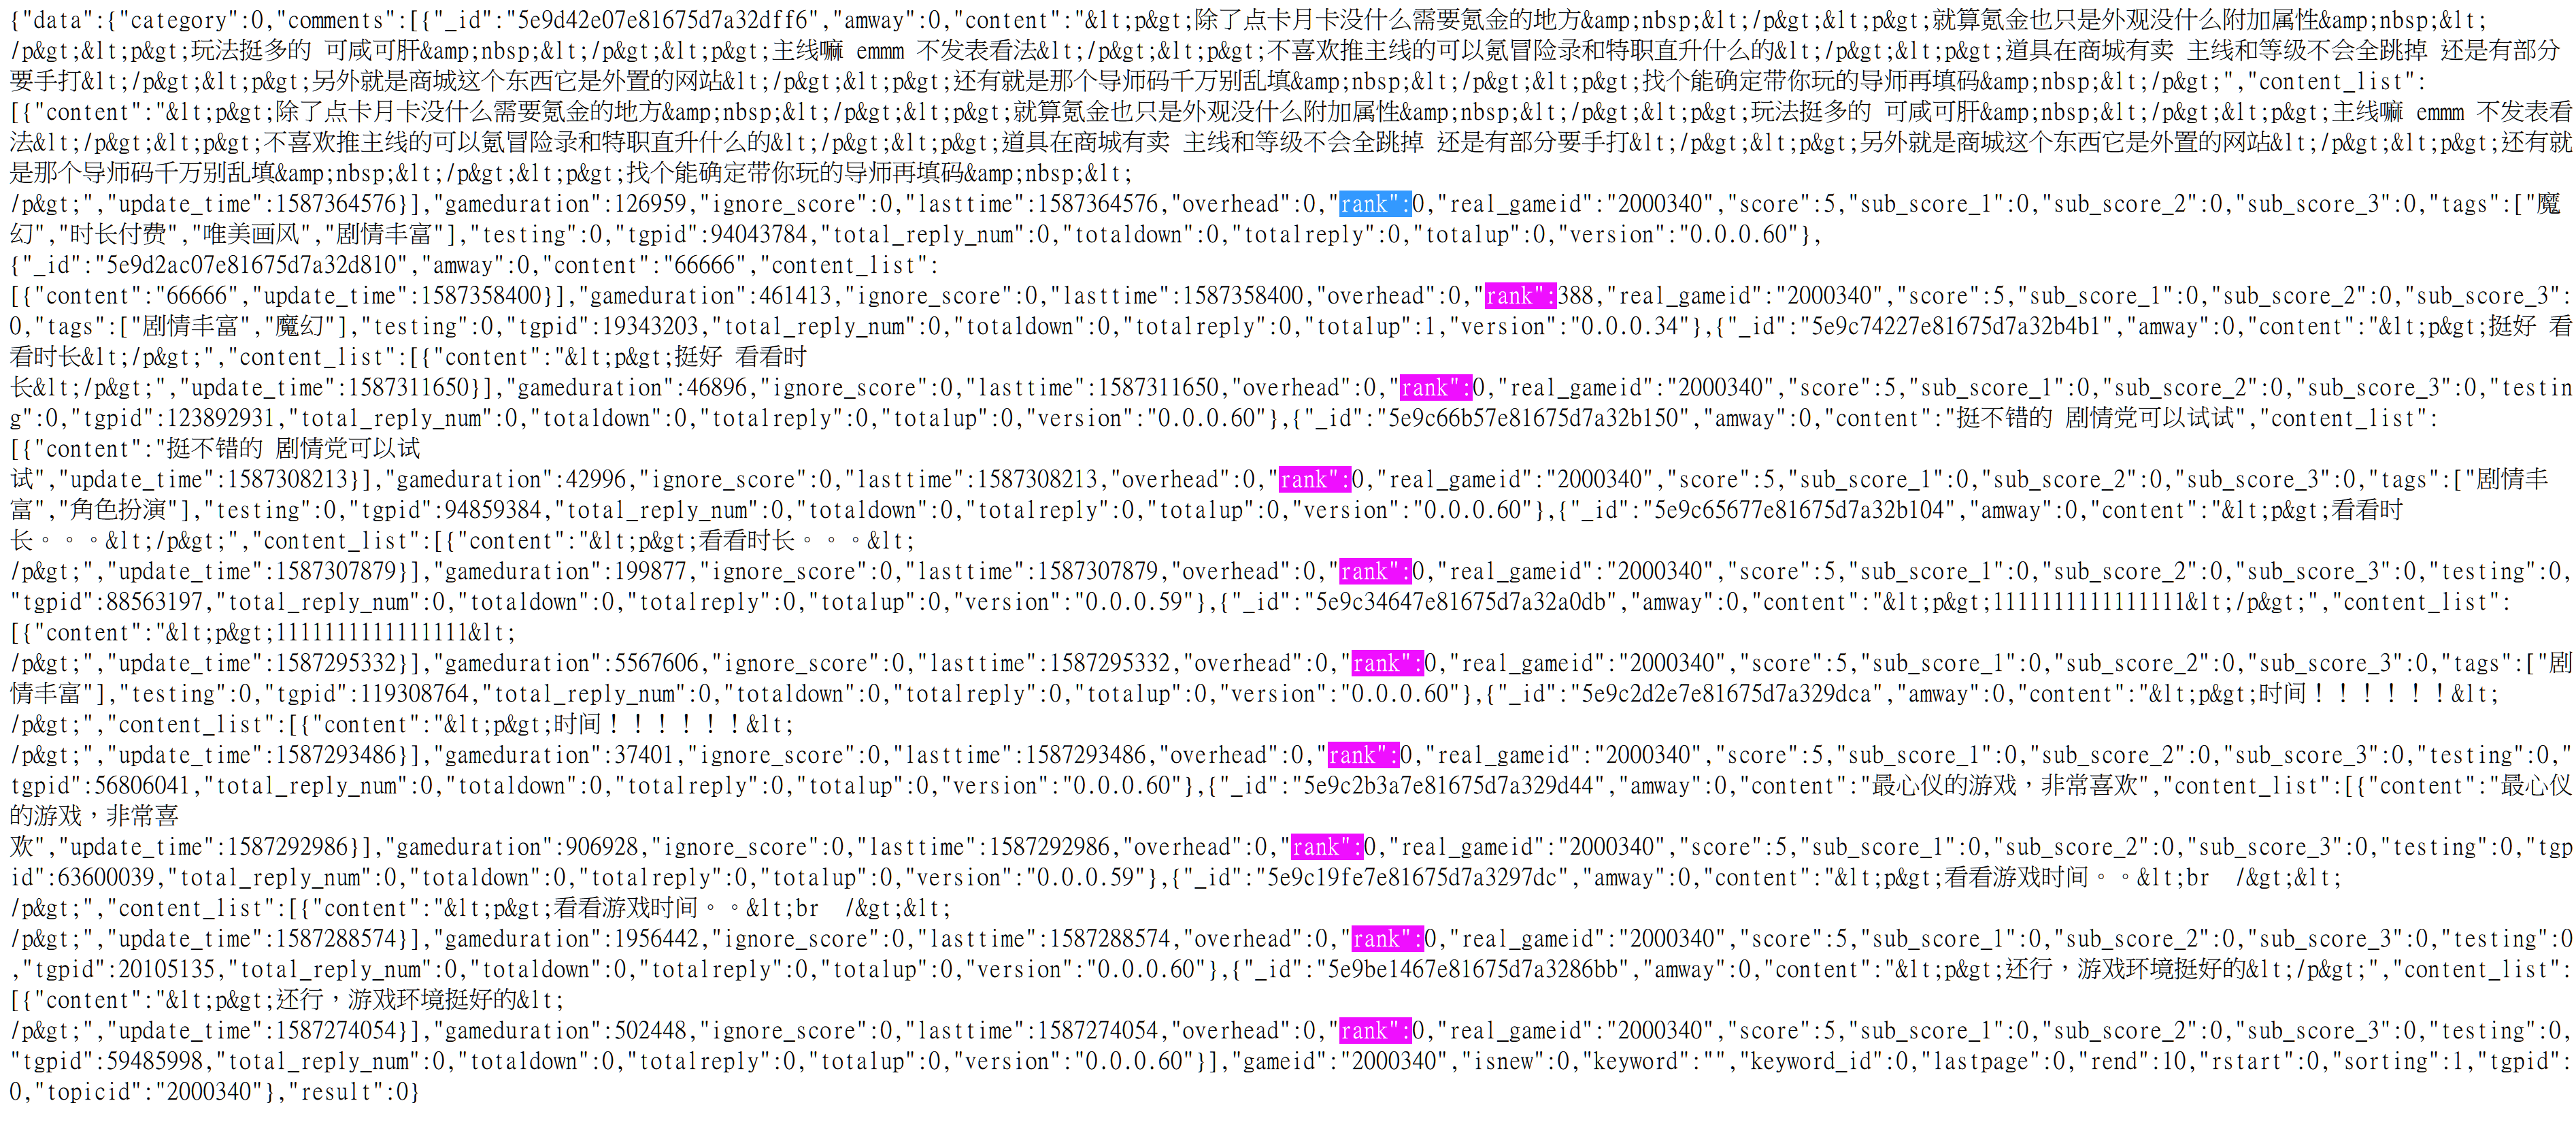 {"data":{"category":0,"comments":[{"_id":"5e9d42e07e81675d7a32dff6","amway":0,"content":"&lt;p&gt;除了点卡月卡没什么需要氪金的地方&amp;nbsp;&lt;/p&gt;&lt;p&gt;就算氪金也只是外观没什么附加属性&amp;nbsp;&lt;
/p&gt;&lt;p&gt;玩法挺多的 可咸可肝&amp;nbsp;&lt;/p&gt;&lt;p&gt;主线嘛 emmm 不发表看法&lt;/p&gt;&lt;p&gt;不喜欢推主线的可以氪冒险录和特职直升什么的&lt;/p&gt;&lt;p&gt;道具在商城有卖 主线和等级不会全跳掉 还是有部分
要手打&lt;/p&gt;&lt;p&gt;另外就是商城这个东西它是外置的网站&lt;/p&gt;&lt;p&gt;还有就是那个导师码千万别乱填&amp;nbsp;&lt;/p&gt;&lt;p&gt;找个能确定带你玩的导师再填码&amp;nbsp;&lt;/p&gt;","content_list":
[{"content":"&lt;p&gt;除了点卡月卡没什么需要氪金的地方&amp;nbsp;&lt;/p&gt;&lt;p&gt;就算氪金也只是外观没什么附加属性&amp;nbsp;&lt;/p&gt;&lt;p&gt;玩法挺多的 可咸可肝&amp;nbsp;&lt;/p&gt;&lt;p&gt;主线嘛 emmm 不发表看
法&lt;/p&gt;&lt;p&gt;不喜欢推主线的可以氪冒险录和特职直升什么的&lt;/p&gt;&lt;p&gt;道具在商城有卖 主线和等级不会全跳掉 还是有部分要手打&lt;/p&gt;&lt;p&gt;另外就是商城这个东西它是外置的网站&lt;/p&gt;&lt;p&gt;还有就
是那个导师码千万别乱填&amp;nbsp;&lt;/p&gt;&lt;p&gt;找个能确定带你玩的导师再填码&amp;nbsp;&lt;
/p&gt;","update_time":1587364576}],"gameduration":126959,"ignore_score":0,"lasttime":1587364576,"overhead":0,"rank":0,"real_gameid":"2000340","score":5,"sub_score_1":0,"sub_score_2":0,"sub_score_3":0,"tags":["魔
幻","时长付费","唯美画风","剧情丰富"],"testing":0,"tgpid":94043784,"total_reply_num":0,"totaldown":0,"totalreply":0,"totalup":0,"version":"0.0.0.60"},
{"_id":"5e9d2ac07e81675d7a32d810","amway":0,"content":"66666","content_list":
[{"content":"66666","update_time":1587358400}],"gameduration":461413,"ignore_score":0,"lasttime":1587358400,"overhead":0,"rank":388,"real_gameid":"2000340","score":5,"sub_score_1":0,"sub_score_2":0,"sub_score_3":
0,"tags":["剧情丰富","魔幻"],"testing":0,"tgpid":19343203,"total_reply_num":0,"totaldown":0,"totalreply":0,"totalup":1,"version":"0.0.0.34"},{"_id":"5e9c74227e81675d7a32b4b1","amway":0,"content":"&lt;p&gt;挺好 看
看时长&lt;/p&gt;","content_list":[{"content":"&lt;p&gt;挺好 看看时
长&lt;/p&gt;","update_time":1587311650}],"gameduration":46896,"ignore_score":0,"lasttime":1587311650,"overhead":0,"rank":0,"real_gameid":"2000340","score":5,"sub_score_1":0,"sub_score_2":0,"sub_score_3":0,"testin
g":0,"tgpid":123892931,"total_reply_num":0,"totaldown":0,"totalreply":0,"totalup":0,"version":"0.0.0.60"},{"_id":"5e9c66b57e81675d7a32b150","amway":0,"content":"挺不错的 剧情党可以试试","content_list":
[{"content":"挺不错的 剧情党可以试
试","update_time":1587308213}],"gameduration":42996,"ignore_score":0,"lasttime":1587308213,"overhead":0,"rank":0,"real_gameid":"2000340","score":5,"sub_score_1":0,"sub_score_2":0,"sub_score_3":0,"tags":["剧情丰
富","角色扮演"],"testing":0,"tgpid":94859384,"total_reply_num":0,"totaldown":0,"totalreply":0,"totalup":0,"version":"0.0.0.60"},{"_id":"5e9c65677e81675d7a32b104","amway":0,"content":"&lt;p&gt;看看时
长。。。&lt;/p&gt;","content_list":[{"content":"&lt;p&gt;看看时长。。。&lt;
/p&gt;","update_time":1587307879}],"gameduration":199877,"ignore_score":0,"lasttime":1587307879,"overhead":0,"rank":0,"real_gameid":"2000340","score":5,"sub_score_1":0,"sub_score_2":0,"sub_score_3":0,"testing":0,
"tgpid":88563197,"total_reply_num":0,"totaldown":0,"totalreply":0,"totalup":0,"version":"0.0.0.59"},{"_id":"5e9c34647e81675d7a32a0db","amway":0,"content":"&lt;p&gt;1111111111111111&lt;/p&gt;","content_list":
[{"content":"&lt;p&gt;1111111111111111&lt;
/p&gt;","update_time":1587295332}],"gameduration":5567606,"ignore_score":0,"lasttime":1587295332,"overhead":0,"rank":0,"real_gameid":"2000340","score":5,"sub_score_1":0,"sub_score_2":0,"sub_score_3":0,"tags":["剧
情丰富"],"testing":0,"tgpid":119308764,"total_reply_num":0,"totaldown":0,"totalreply":0,"totalup":0,"version":"0.0.0.60"},{"_id":"5e9c2d2e7e81675d7a329dca","amway":0,"content":"&lt;p&gt;时间！！！！！！&lt;
/p&gt;","content_list":[{"content":"&lt;p&gt;时间！！！！！！&lt;
/p&gt;","update_time":1587293486}],"gameduration":37401,"ignore_score":0,"lasttime":1587293486,"overhead":0,"rank":0,"real_gameid":"2000340","score":5,"sub_score_1":0,"sub_score_2":0,"sub_score_3":0,"testing":0,"
tgpid":56806041,"total_reply_num":0,"totaldown":0,"totalreply":0,"totalup":0,"version":"0.0.0.60"},{"_id":"5e9c2b3a7e81675d7a329d44","amway":0,"content":"最心仪的游戏，非常喜欢","content_list":[{"content":"最心仪
的游戏，非常喜
欢","update_time":1587292986}],"gameduration":906928,"ignore_score":0,"lasttime":1587292986,"overhead":0,"rank":0,"real_gameid":"2000340","score":5,"sub_score_1":0,"sub_score_2":0,"sub_score_3":0,"testing":0,"tgp
id":63600039,"total_reply_num":0,"totaldown":0,"totalreply":0,"totalup":0,"version":"0.0.0.59"},{"_id":"5e9c19fe7e81675d7a3297dc","amway":0,"content":"&lt;p&gt;看看游戏时间。。&lt;br  /&gt;&lt;
/p&gt;","content_list":[{"content":"&lt;p&gt;看看游戏时间。。&lt;br  /&gt;&lt;
/p&gt;","update_time":1587288574}],"gameduration":1956442,"ignore_score":0,"lasttime":1587288574,"overhead":0,"rank":0,"real_gameid":"2000340","score":5,"sub_score_1":0,"sub_score_2":0,"sub_score_3":0,"testing":0
,"tgpid":20105135,"total_reply_num":0,"totaldown":0,"totalreply":0,"totalup":0,"version":"0.0.0.60"},{"_id":"5e9be1467e81675d7a3286bb","amway":0,"content":"&lt;p&gt;还行，游戏环境挺好的&lt;/p&gt;","content_list":
[{"content":"&lt;p&gt;还行，游戏环境挺好的&lt;
/p&gt;","update_time":1587274054}],"gameduration":502448,"ignore_score":0,"lasttime":1587274054,"overhead":0,"rank":0,"real_gameid":"2000340","score":5,"sub_score_1":0,"sub_score_2":0,"sub_score_3":0,"testing":0,
"tgpid":59485998,"total_reply_num":0,"totaldown":0,"totalreply":0,"totalup":0,"version":"0.0.0.60"}],"gameid":"2000340","isnew":0,"keyword":"","keyword_id":0,"lastpage":0,"rend":10,"rstart":0,"sorting":1,"tgpid":
0,"topicid":"2000340"},"result":0}